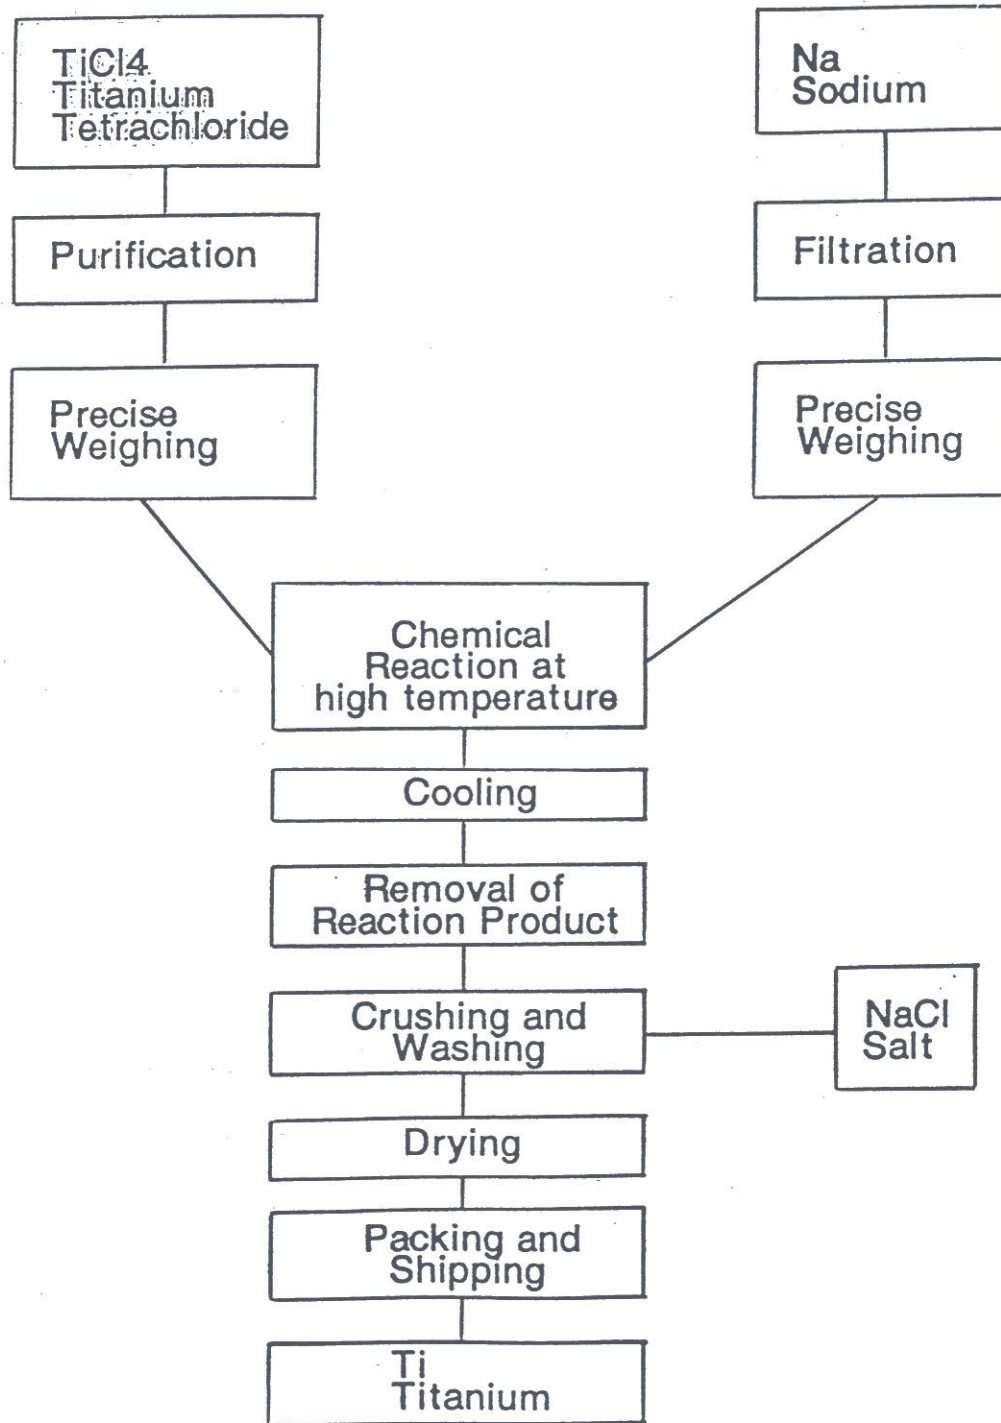 TiCl4
Titanium
Tetrachloride
Na
Sodium
Purification
Filtration
Precise
Weighing
Precise
Weighing
Chemical
Reaction at
high temperature
Cooling
Removal of
Reaction Product
Crushing and
Washing
NaCl
Salt
Drying
Packing and
Shipping
Ti
Titanium